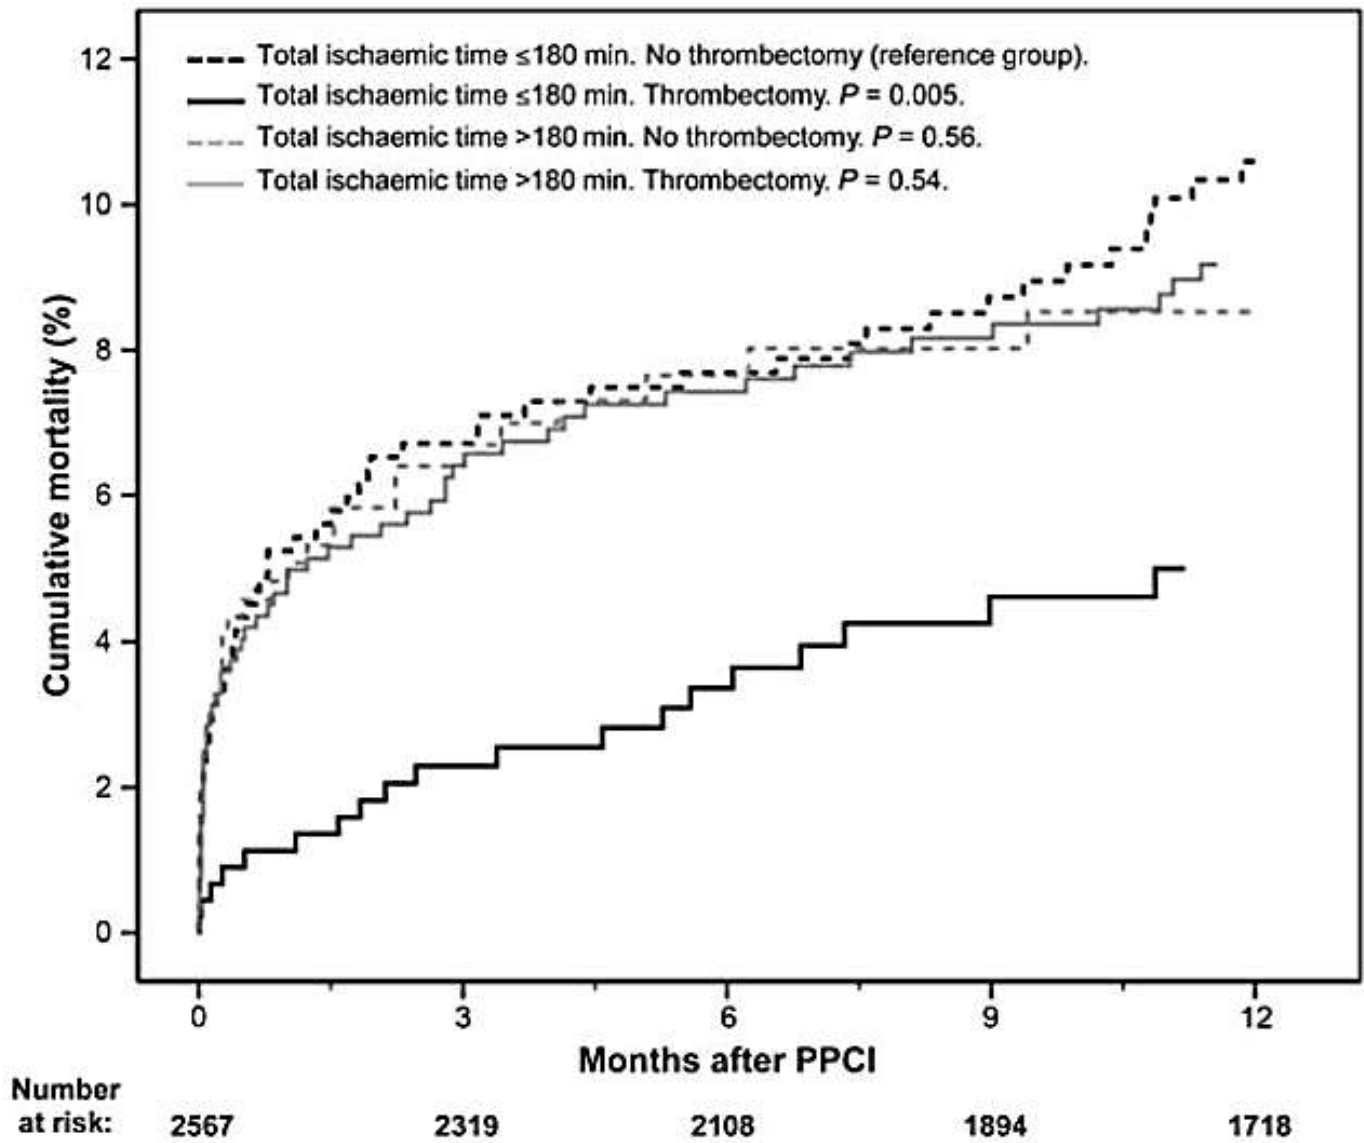 Total ischaemic time ≤180 min. No thrombectomy (reference group).
Total ischaemic time ≤180 min. Thrombectomy. P = 0.005.
Total ischaemic time >180 min. No thrombectomy. P = 0.56.
Total ischaemic time >180 min. Thrombectomy. P = 0.54.
12
10
8
6
4
2
0
Cumulative mortality (%)
0 3 6 9 12
Months after PPCI
Number
at risk: 2567 2319 2108 1894 1718